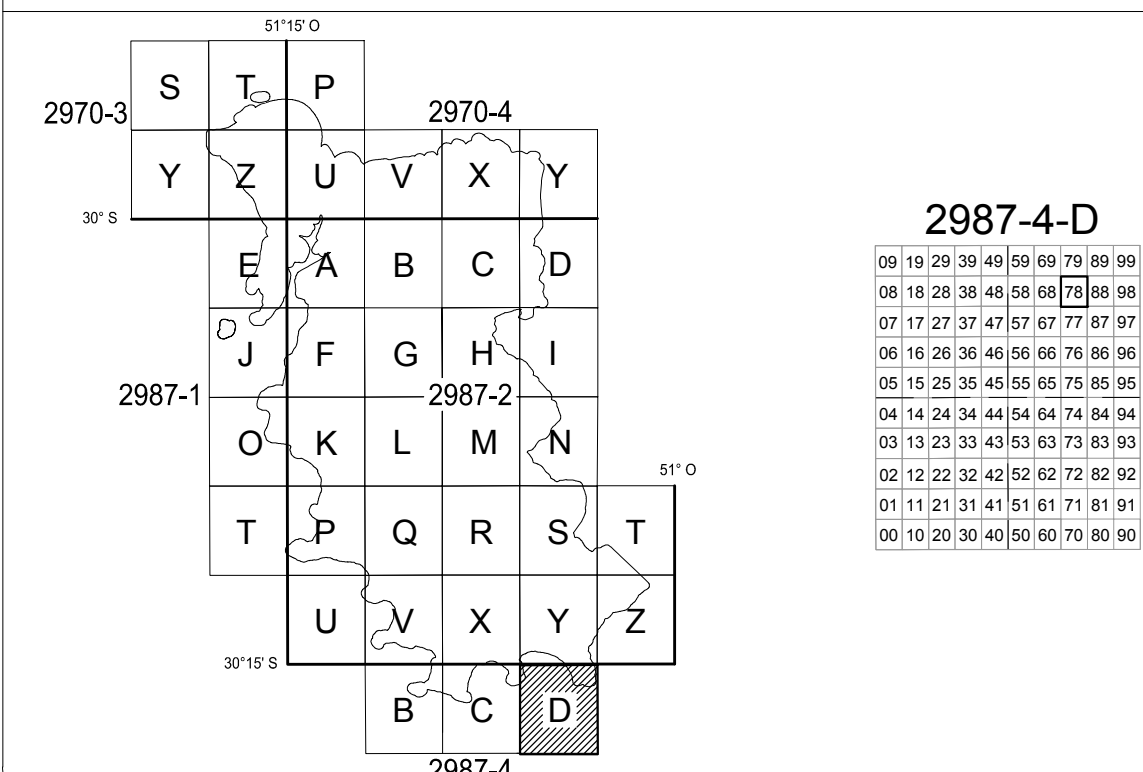 51°15' O
S T P
2970-3 2970-4
Y Z U V X Y
30° S
E A B C D
J F G H I
2987-1 2987-2
O K L M N
51° O
T P Q R S T
U V X Y Z
30°15' S
B C D
2987-4
2987-4-D
09 19 29 39 49 59 69 79 89 99
08 18 28 38 48 58 68 78 88 98
07 17 27 37 47 57 67 77 87 97
06 16 26 36 46 56 66 76 86 96
05 15 25 35 45 55 65 75 85 95
04 14 24 34 44 54 64 74 84 94
03 13 23 33 43 53 63 73 83 93
02 12 22 32 42 52 62 72 82 92
01 11 21 31 41 51 61 71 81 91
00 10 20 30 40 50 60 70 80 90